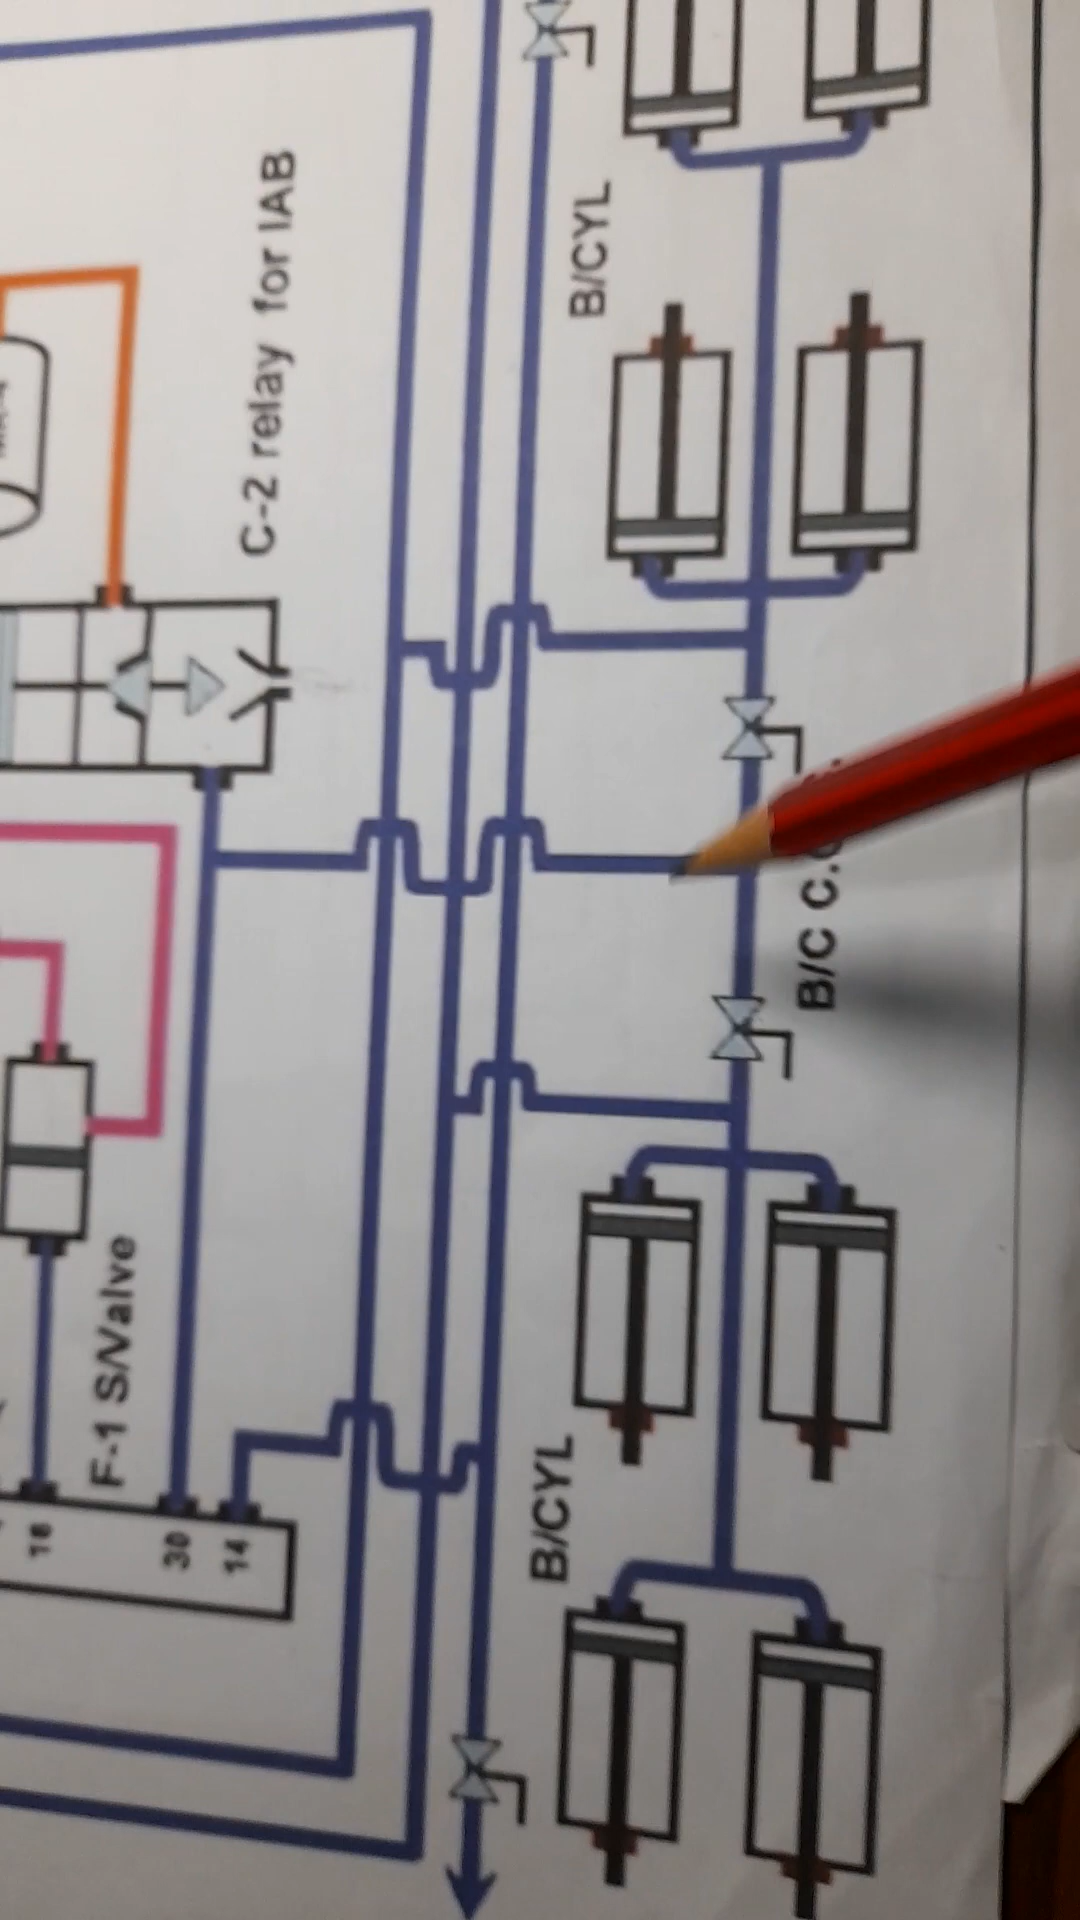 C-2 relay for IAB
B/CYL
B/C C.
F-1 S/Valve
16
30
14
B/CYL